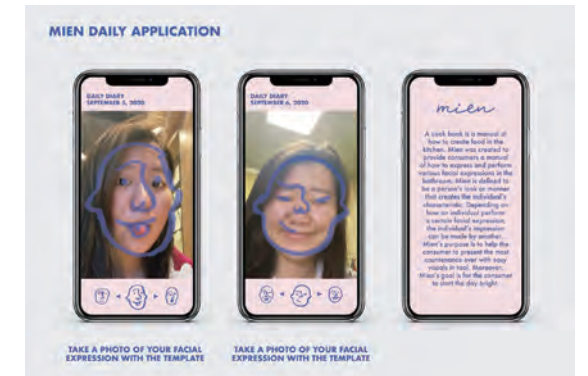 MIEN DAILY APPLICATION
DAILY DIARY
SEPTEMBER 5, 2020
DAILY DIARY
SEPTEMBER 6, 2020
mien
A cook book is a manual of
how to create food in the
kitchen. Mien was created to
provide consumers a manual
of how to express and perform
various facial expressions in the
bathroom. Mien is defined to
be a person's look or manner
that creates the individual's
characteristic. Depending on
how an individual perform
a certain facial expression,
the individual's impression
can be made by another.
Mien's purpose is to help the
consumer to present the most
countenance ever with easy
visuals in tool. Moreover,
Mien's goal is for the consumer
to start the day bright.
TAKE A PHOTO OF YOUR FACIAL
EXPRESSION WITH THE TEMPLATE
TAKE A PHOTO OF YOUR FACIAL
EXPRESSION WITH THE TEMPLATE